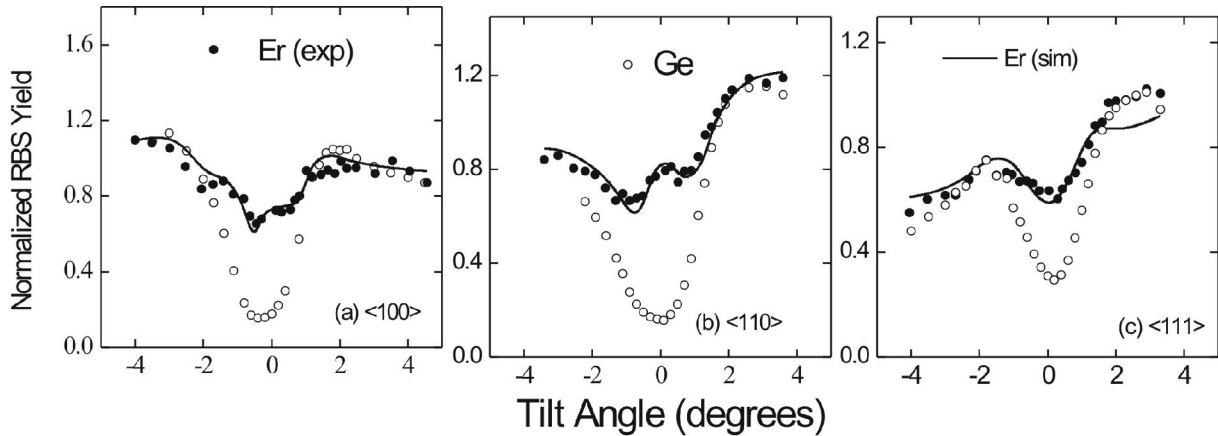 Normalized RBS Yield
1.6
1.2
0.8
0.4
0.0
Er (exp)
(a) <100>
-4 -2 0 2 4
1.2
0.8
0.4
0.0
Ge
(b) <110>
-4 -2 0 2 4
1.2
0.8
0.4
0.0
Er (sim)
(c) <111>
-4 -2 0 2 4
Tilt Angle (degrees)